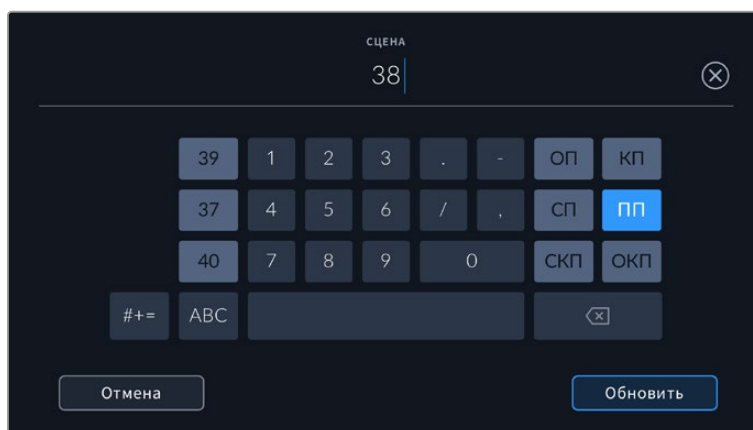 СЦЕНА
38
39 1 2 3 . - ОП КП
37 4 5 6 / , СП ПП
40 7 8 9 0 СКП ОКП
#+= ABC
Отмена Обновить